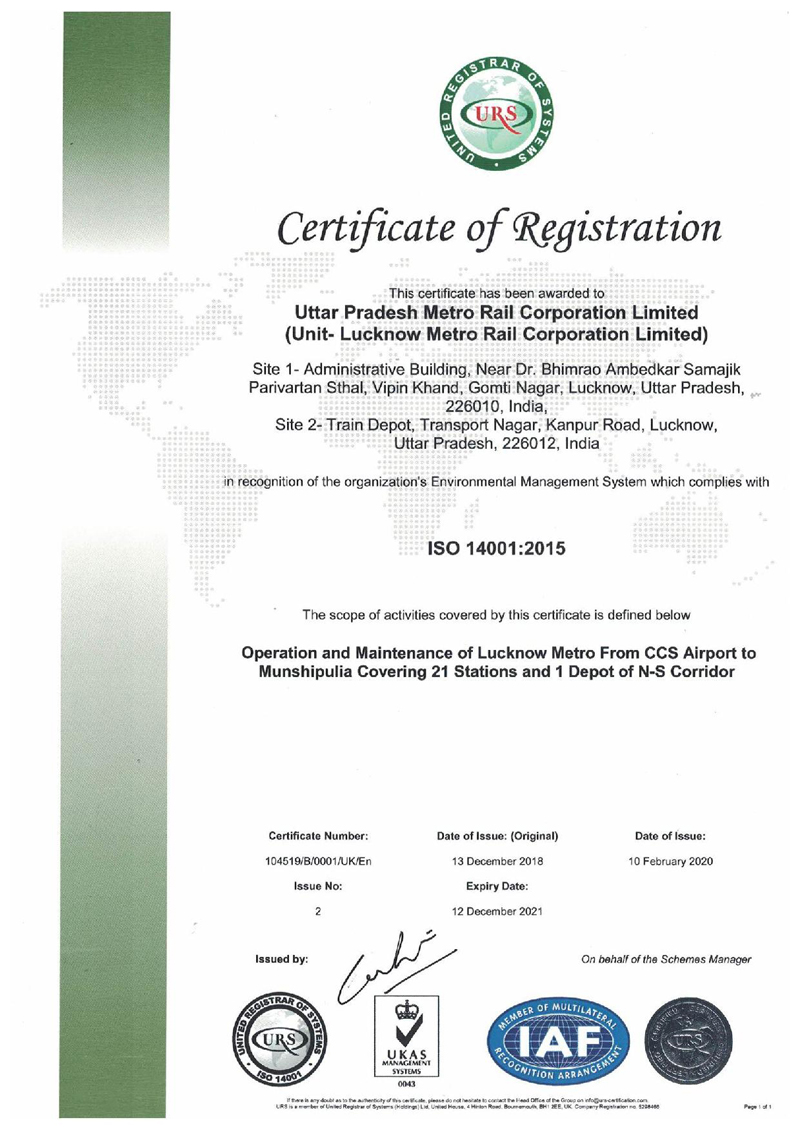 UNITED REGISTRAR OF SYSTEMS
URS
Certificate of Registration
This certificate has been awarded to
Uttar Pradesh Metro Rail Corporation Limited
(Unit- Lucknow Metro Rail Corporation Limited)
Site 1- Administrative Building, Near Dr. Bhimrao Ambedkar Samajik
Parivartan Sthal, Vipin Khand, Gomti Nagar, Lucknow, Uttar Pradesh,
226010, India,
Site 2- Train Depot, Transport Nagar, Kanpur Road, Lucknow,
Uttar Pradesh, 226012, India
in recognition of the organization's Environmental Management System which complies with
ISO 14001:2015
The scope of activities covered by this certificate is defined below
Operation and Maintenance of Lucknow Metro From CCS Airport to
Munshipulia Covering 21 Stations and 1 Depot of N-S Corridor
Certificate Number: Date of Issue: (Original) Date of Issue:
104519/B/0001/UK/En 13 December 2018 10 February 2020
Issue No: Expiry Date:
2 12 December 2021
Issued by: On behalf of the Schemes Manager
UNITED REGISTRAR OF SYSTEMS
URS
ISO 14001
UKAS
MANAGEMENT
SYSTEMS
0043
MEMBER OF MULTILATERAL
IAF
RECOGNITION ARRANGEMENT
URS
If there is any doubt as to the authenticity of this certificate, please do not hesitate to contact the Head Office of the Group on info@urs-certification.com
URS is a member of United Registrar of Systems (Holdings) Ltd, United House, 4 Hinton Road, Bournemouth, BH1 2EE, UK. Company Registration no. 5298466
Page 1 of 1